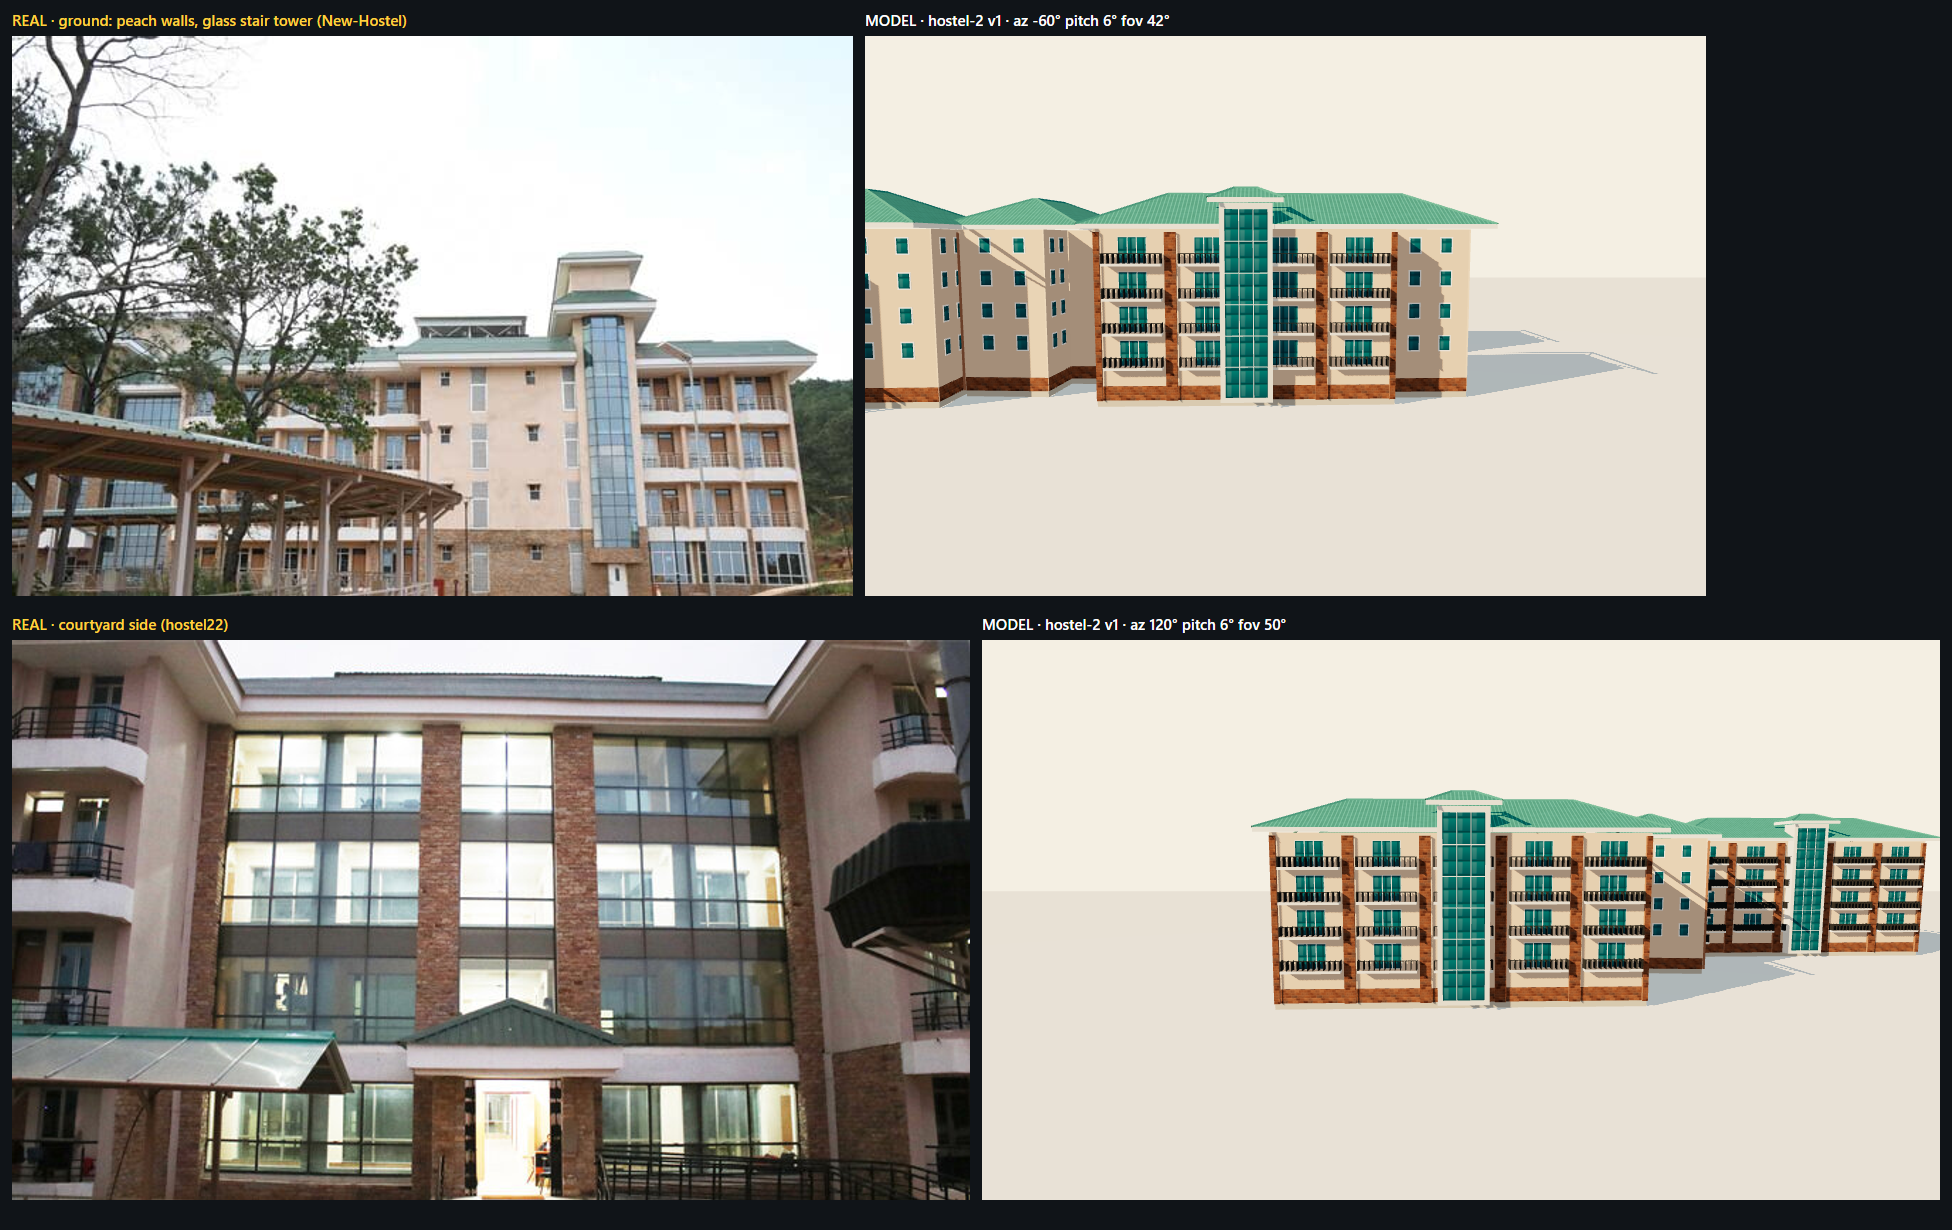 REAL · ground: peach walls, glass stair tower (New-Hostel)
MODEL · hostel-2 v1 · az -60° pitch 6° fov 42°
REAL · courtyard side (hostel22)
MODEL · hostel-2 v1 · az 120° pitch 6° fov 50°